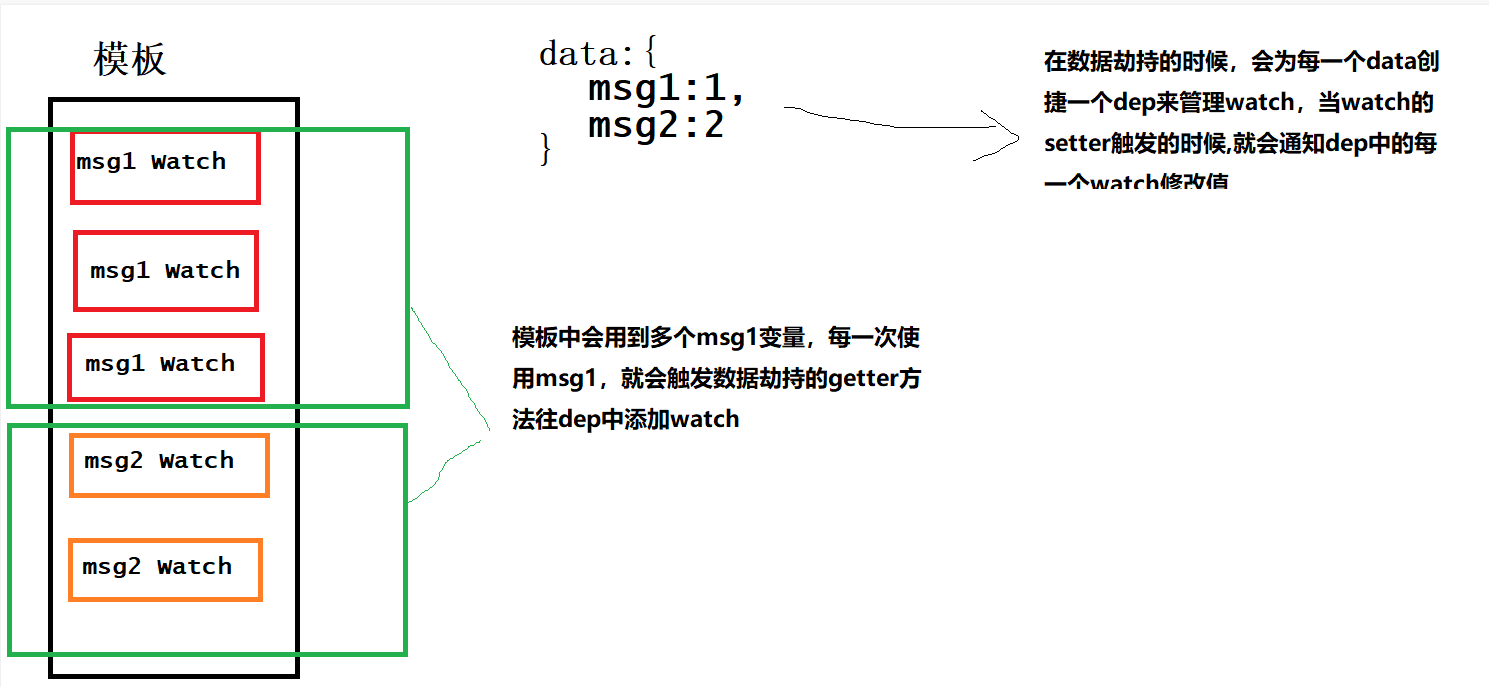 模板
msg1 Watch
msg1 Watch
msg1 Watch
msg2 Watch
msg2 Watch
data:{
msg1:1,
msg2:2
}
在数据劫持的时候，会为每一个data创
捷一个dep来管理watch，当watch的
setter触发的时候,就会通知dep中的每
一个watch修改值
模板中会用到多个msg1变量，每一次使
用msg1，就会触发数据劫持的getter方
法往dep中添加watch